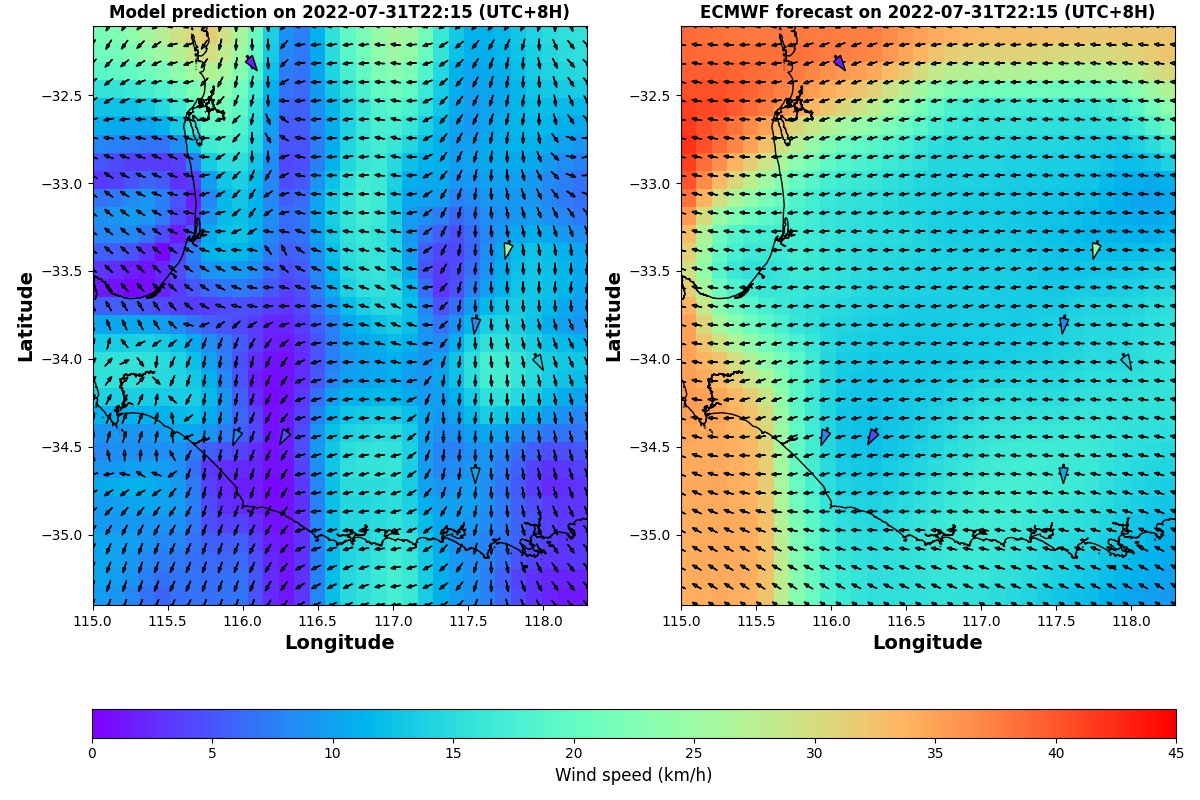 Model prediction on 2022-07-31T22:15 (UTC+8H)
ECMWF forecast on 2022-07-31T22:15 (UTC+8H)
Latitude
−32.5
−33.0
−33.5
−34.0
−34.5
−35.0
115.0 115.5 116.0 116.5 117.0 117.5 118.0
Longitude
Latitude
−32.5
−33.0
−33.5
−34.0
−34.5
−35.0
115.0 115.5 116.0 116.5 117.0 117.5 118.0
Longitude
0 5 10 15 20 25 30 35 40 45
Wind speed (km/h)